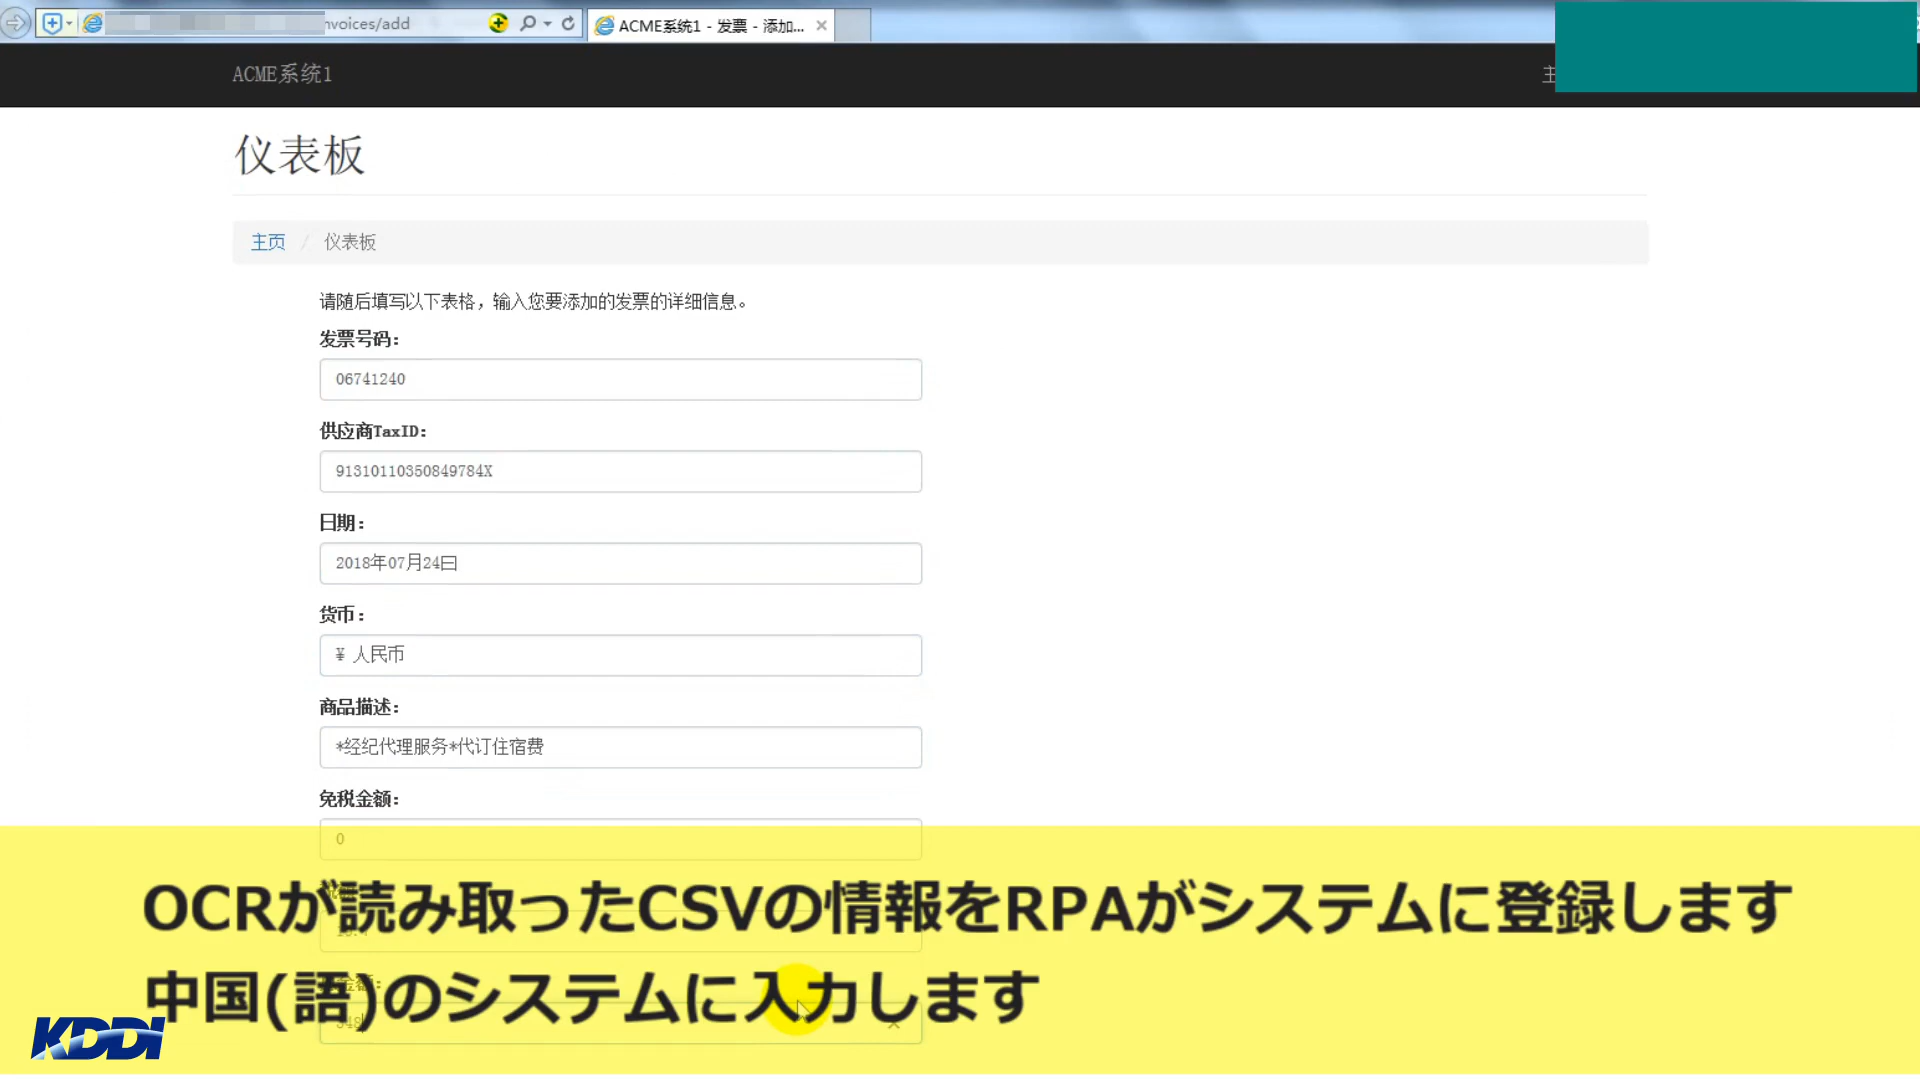 nvoices/add
ACME系统1 - 发票 - 添加...
ACME系统1
主
仪表板
主页 / 仪表板
请随后填写以下表格，输入您要添加的发票的详细信息。
发票号码：
06741240
供应商TaxID：
91310110350849784X
日期：
2018年07月24曰
货币：
¥ 人民币
商品描述：
*经纪代理服务*代订住宿费
免税金额：
0
OCRが読み取ったCSVの情報をRPAがシステムに登録します
中国(語)のシステムに入力します
KDDI